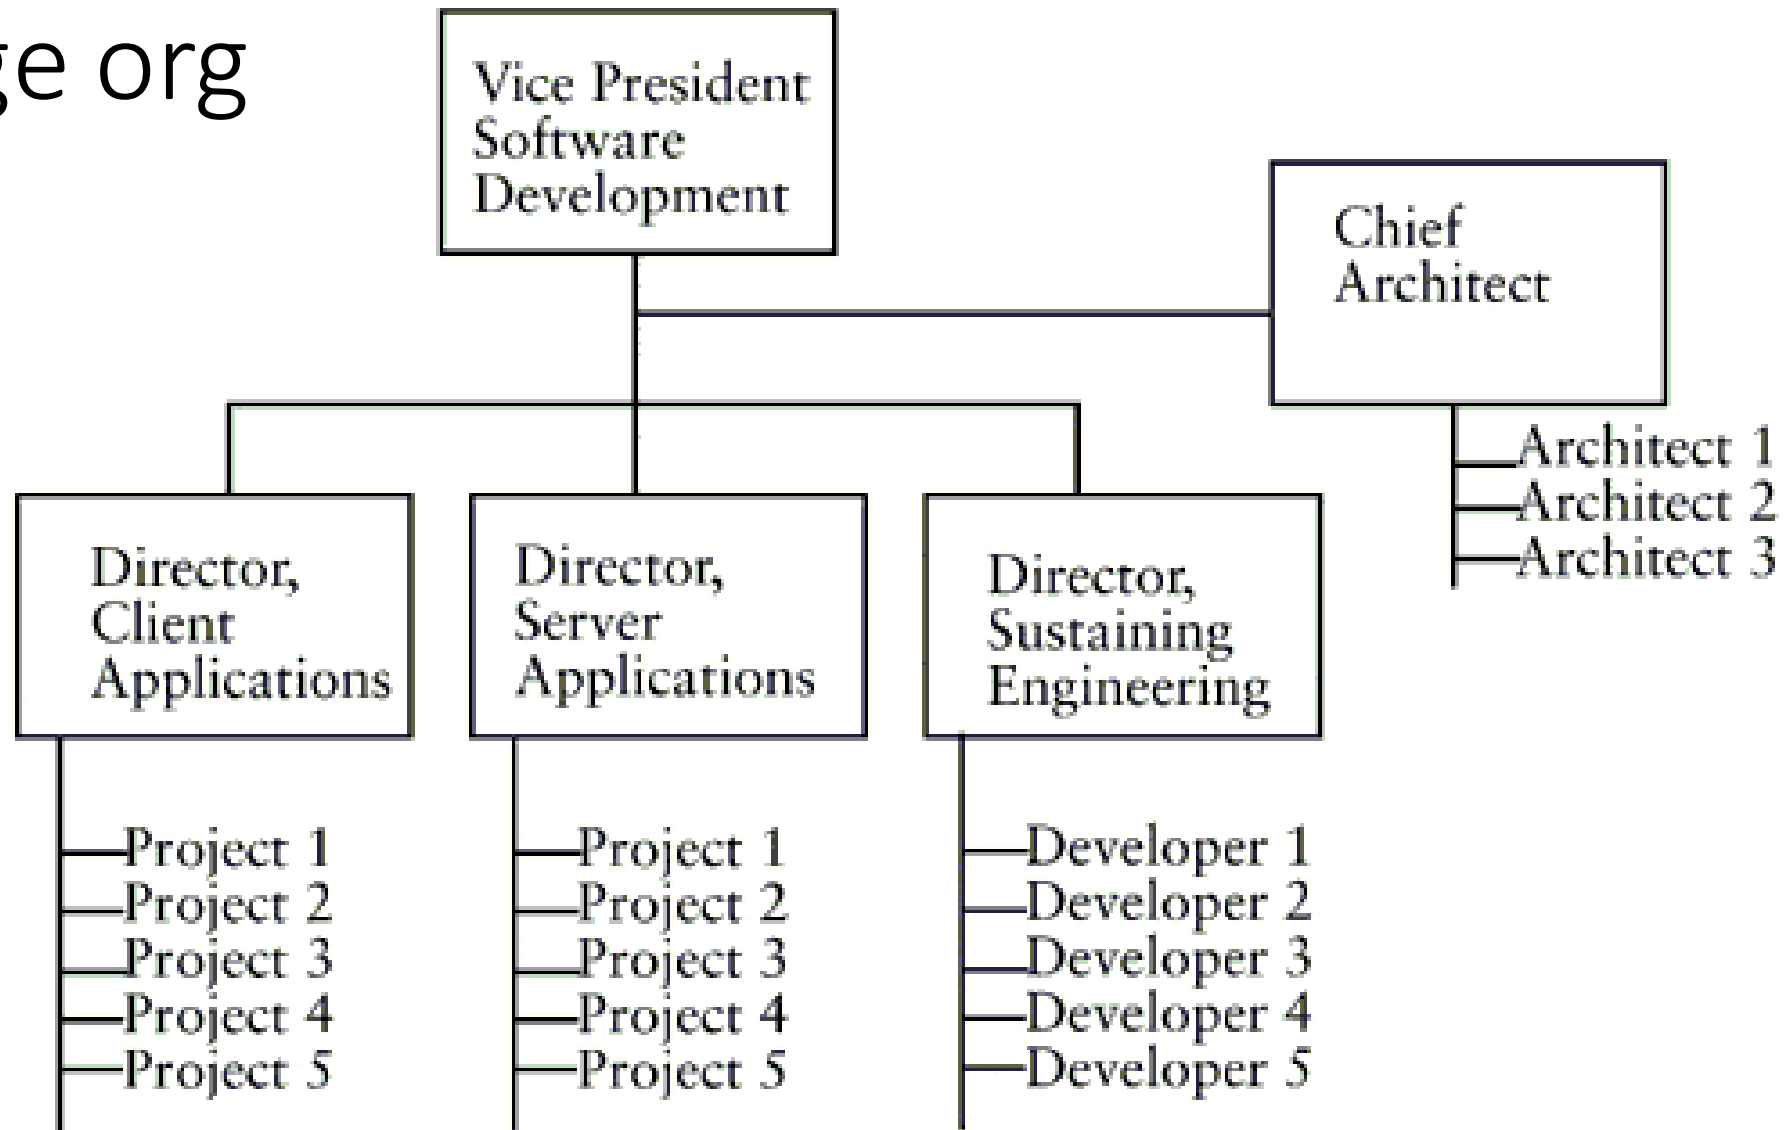 ge org
Vice President
Software
Development
Chief
Architect
Architect 1
Architect 2
Architect 3
Director,
Client
Applications
Director,
Server
Applications
Director,
Sustaining
Engineering
Project 1
Project 2
Project 3
Project 4
Project 5
Project 1
Project 2
Project 3
Project 4
Project 5
Developer 1
Developer 2
Developer 3
Developer 4
Developer 5